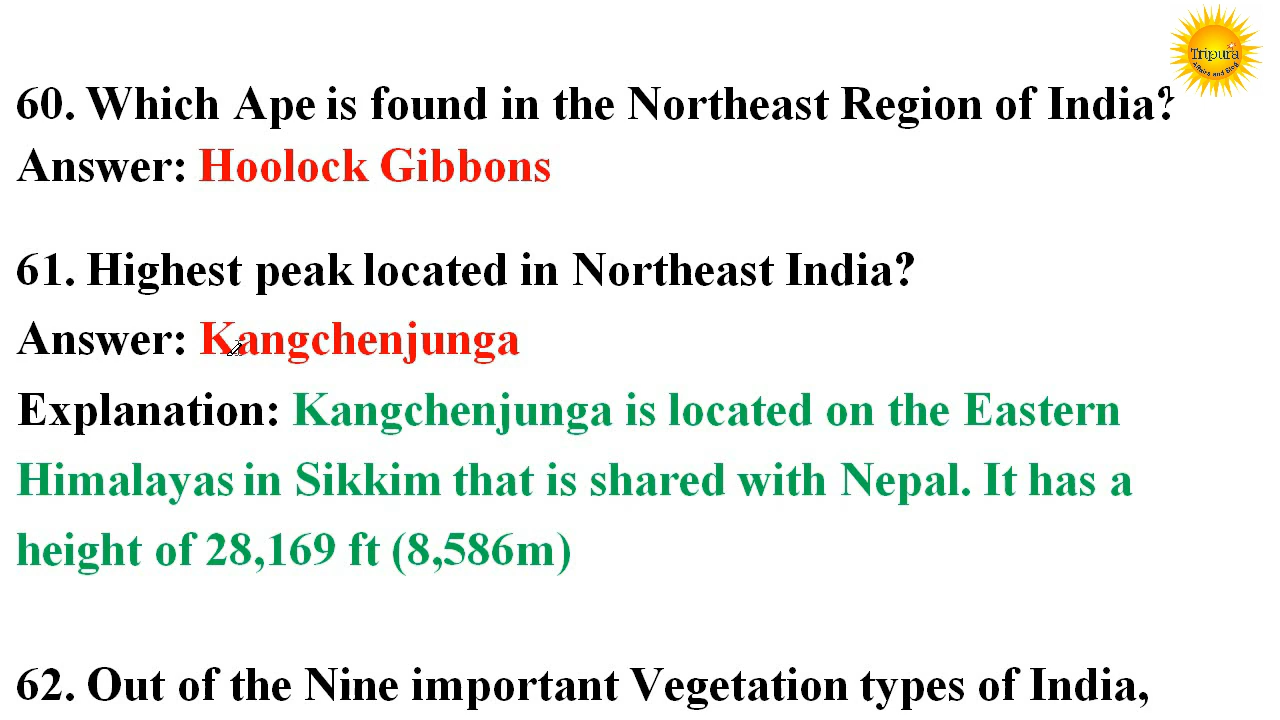 Tripura
Affairs and Blog
60. Which Ape is found in the Northeast Region of India?
Answer: Hoolock Gibbons
61. Highest peak located in Northeast India?
Answer: Kangchenjunga
Explanation: Kangchenjunga is located on the Eastern
Himalayas in Sikkim that is shared with Nepal. It has a
height of 28,169 ft (8,586m)
62. Out of the Nine important Vegetation types of India,